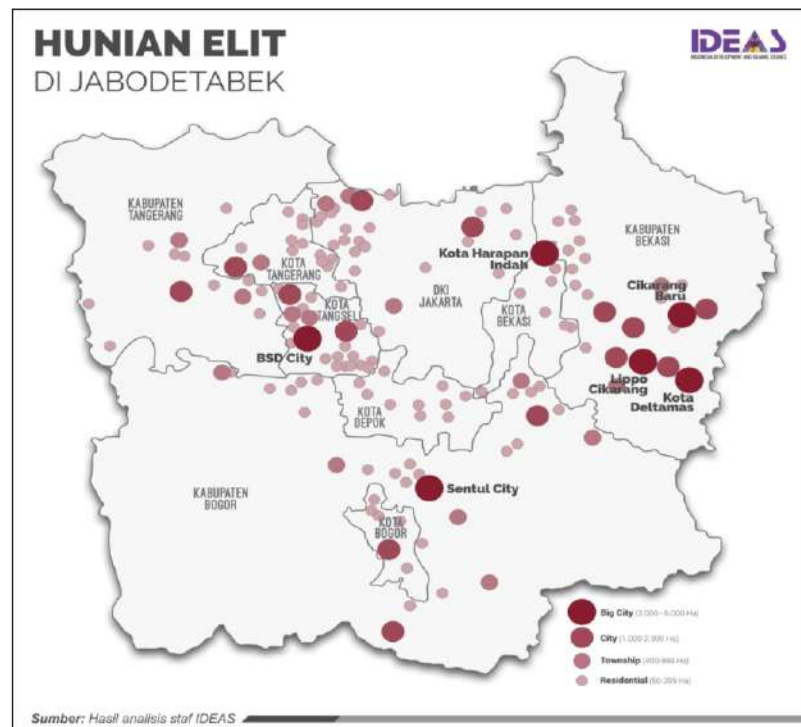 HUNIAN ELIT
DI JABODETABEK
IDEAS
KABUPATEN
TANGERANG
KOTA
TANGERANG
KOTA
TANGSEL
BSD City
DKI
JAKARTA
Kota Harapan
Indah
KOTA
BEKASI
KABUPATEN
BEKASI
Cikarang
Baru
Lippo
Cikarang
Kota
Deltamas
KOTA
DEPOK
KABUPATEN
BOGOR
Sentul City
KOTA
BOGOR
Big City
City
Township
Residential
Sumber: Hasil analisis staf IDEAS